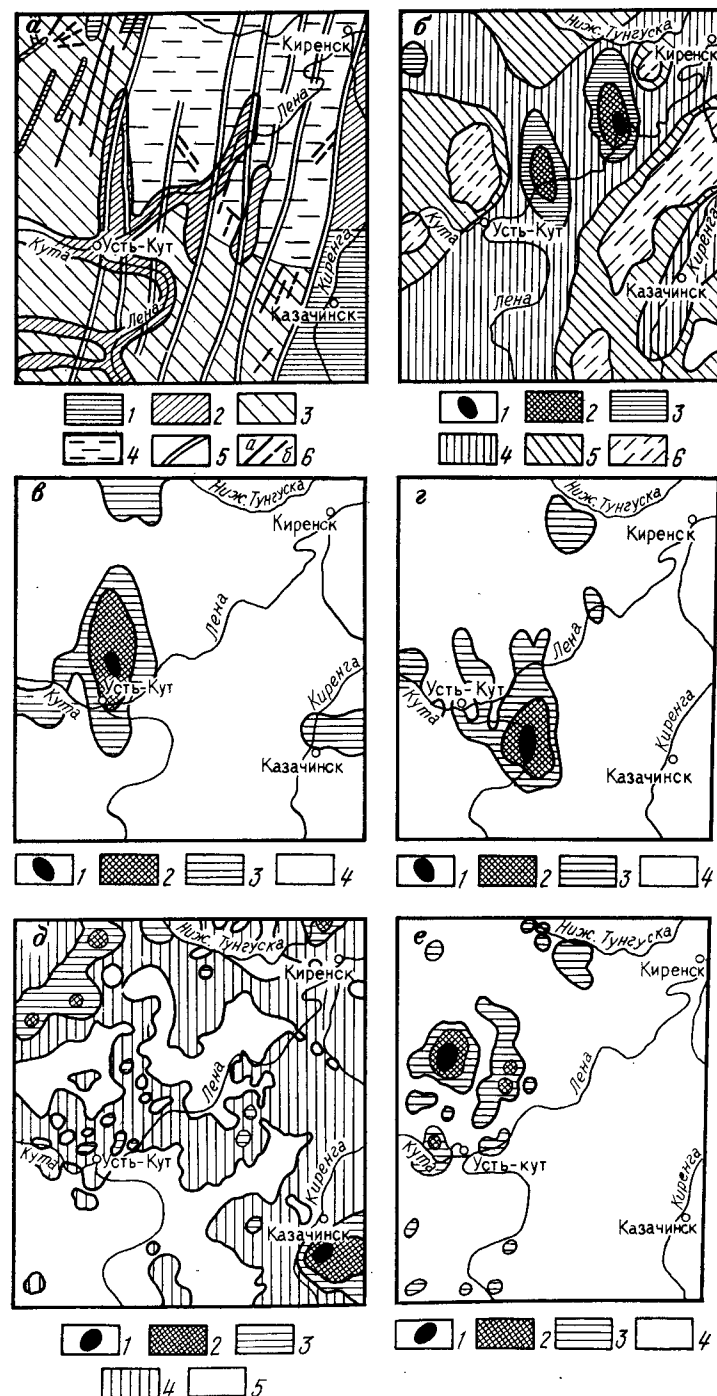 а
Киренск
Лена
Усть-Кут
Кута
Лена
Киренга
Казачинск
1 2 3
4 5 а б 6
б
Ниж. Тунгуска
Киренск
Кута
Усть-Кут
Лена
Киренга
Казачинск
1 2 3
4 5 6
в
Ниж. Тунгуска
Киренск
Лена
Усть-Кут
Кута
Киренга
Казачинск
1 2 3 4
г
Ниж. Тунгуска
Киренск
Лена
Усть-Кут
Кута
Киренга
Казачинск
1 2 3 4
д
Ниж. Тунгуска
Киренск
Лена
Кута
Усть-Кут
Киренга
Казачинск
1 2 3
4 5
е
Ниж. Тунгуска
Киренск
Лена
Кута
Усть-кут
Киренга
Казачинск
1 2 3 4